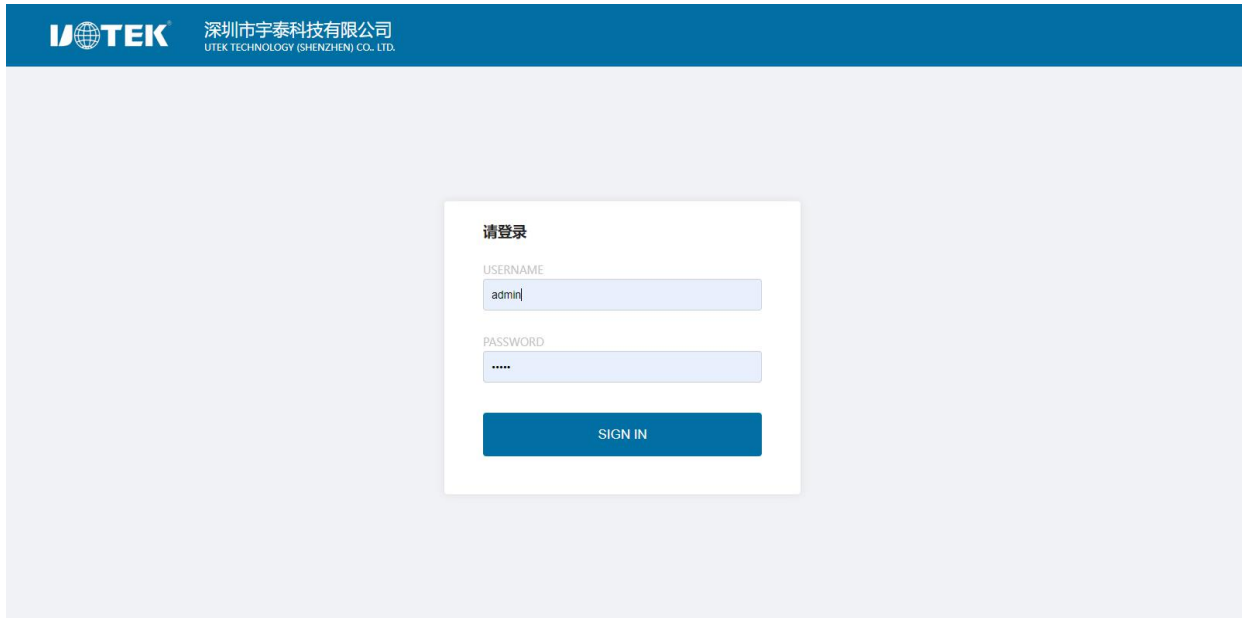 UTEK®
深圳市宇泰科技有限公司
UTEK TECHNOLOGY (SHENZHEN) CO., LTD.
请登录
USERNAME
admin
PASSWORD
•••••
SIGN IN